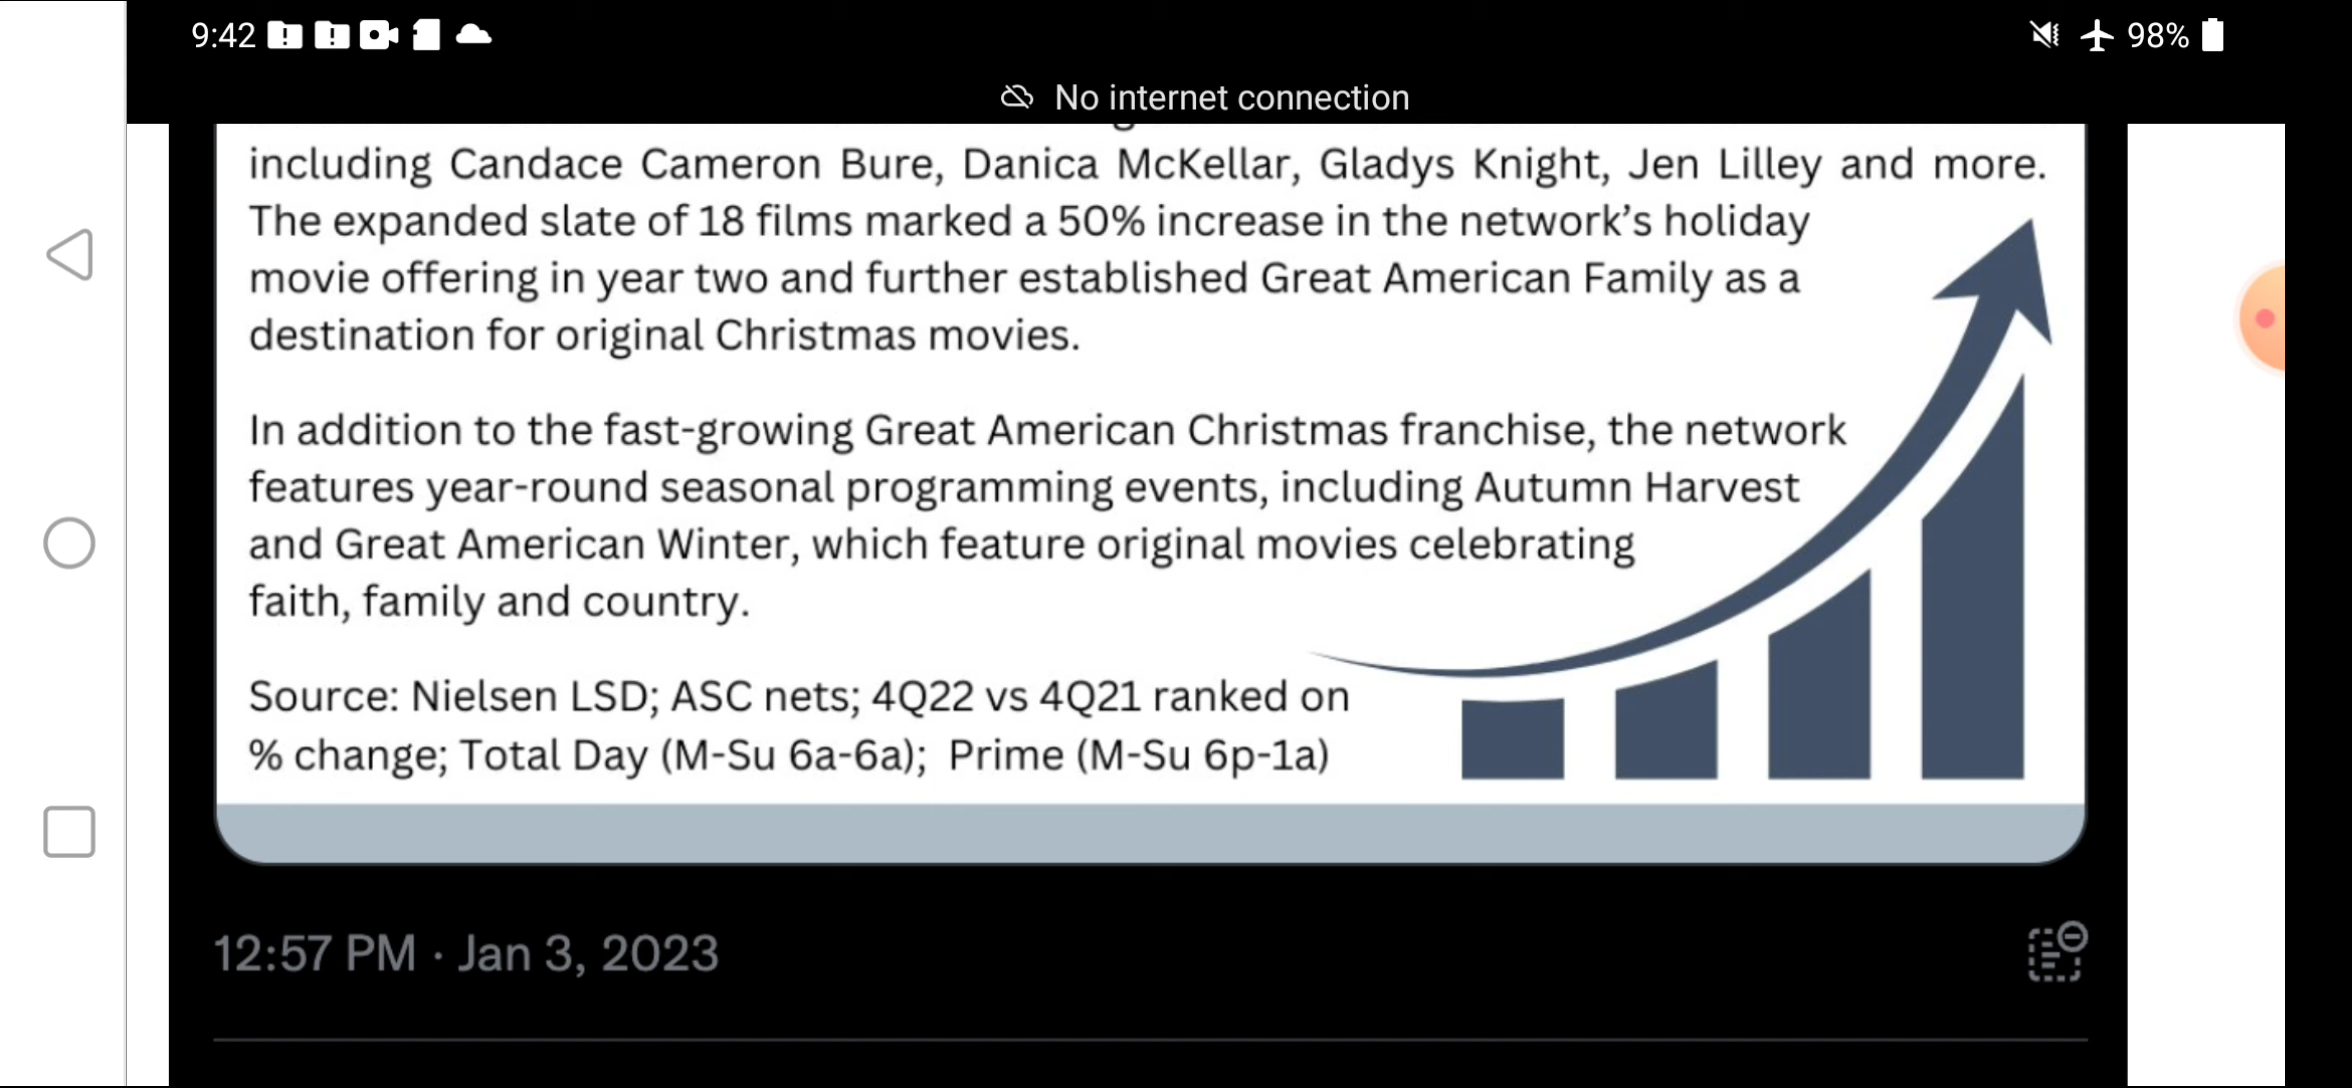 9:42
98%
No internet connection
including Candace Cameron Bure, Danica McKellar, Gladys Knight, Jen Lilley and more.
The expanded slate of 18 films marked a 50% increase in the network’s holiday
movie offering in year two and further established Great American Family as a
destination for original Christmas movies.
In addition to the fast-growing Great American Christmas franchise, the network
features year-round seasonal programming events, including Autumn Harvest
and Great American Winter, which feature original movies celebrating
faith, family and country.
Source: Nielsen LSD; ASC nets; 4Q22 vs 4Q21 ranked on
% change; Total Day (M-Su 6a-6a);  Prime (M-Su 6p-1a)
12:57 PM · Jan 3, 2023